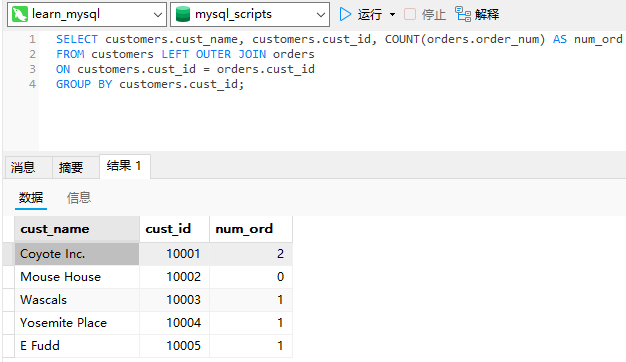 learn_mysql mysql_scripts 运行 停止 解释
1 SELECT customers.cust_name, customers.cust_id, COUNT(orders.order_num) AS num_ord
2 FROM customers LEFT OUTER JOIN orders
3 ON customers.cust_id = orders.cust_id
4 GROUP BY customers.cust_id;
消息 摘要 结果 1
数据 信息
cust_name cust_id num_ord
Coyote Inc. 10001 2
Mouse House 10002 0
Wascals 10003 1
Yosemite Place 10004 1
E Fudd 10005 1